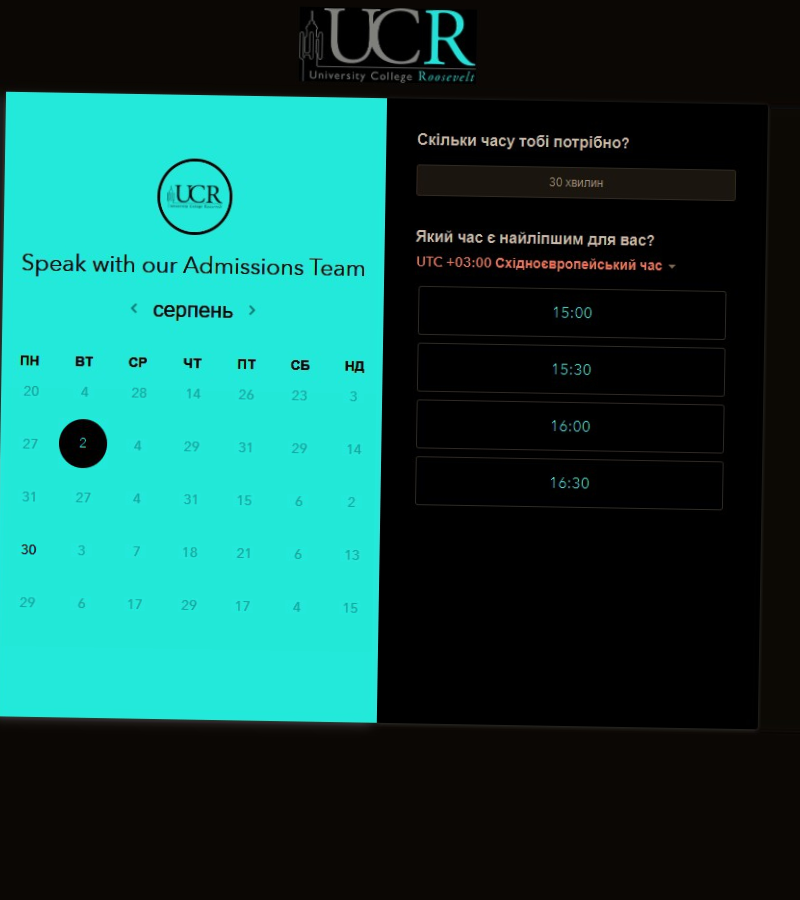 UCR
University College Roosevelt
UCR
Speak with our Admissions Team
серпень
ПН ВТ СР ЧТ ПТ СБ НД
20 4 28 14 26 23 3
27 2 4 29 31 29 14
31 27 4 31 15 6 2
30 3 7 18 21 6 13
29 6 17 29 17 4 15
Скільки часу тобі потрібно?
30 хвилин
Який час є найліпшим для вас?
UTC +03:00 Східноєвропейський час
15:00
15:30
16:00
16:30